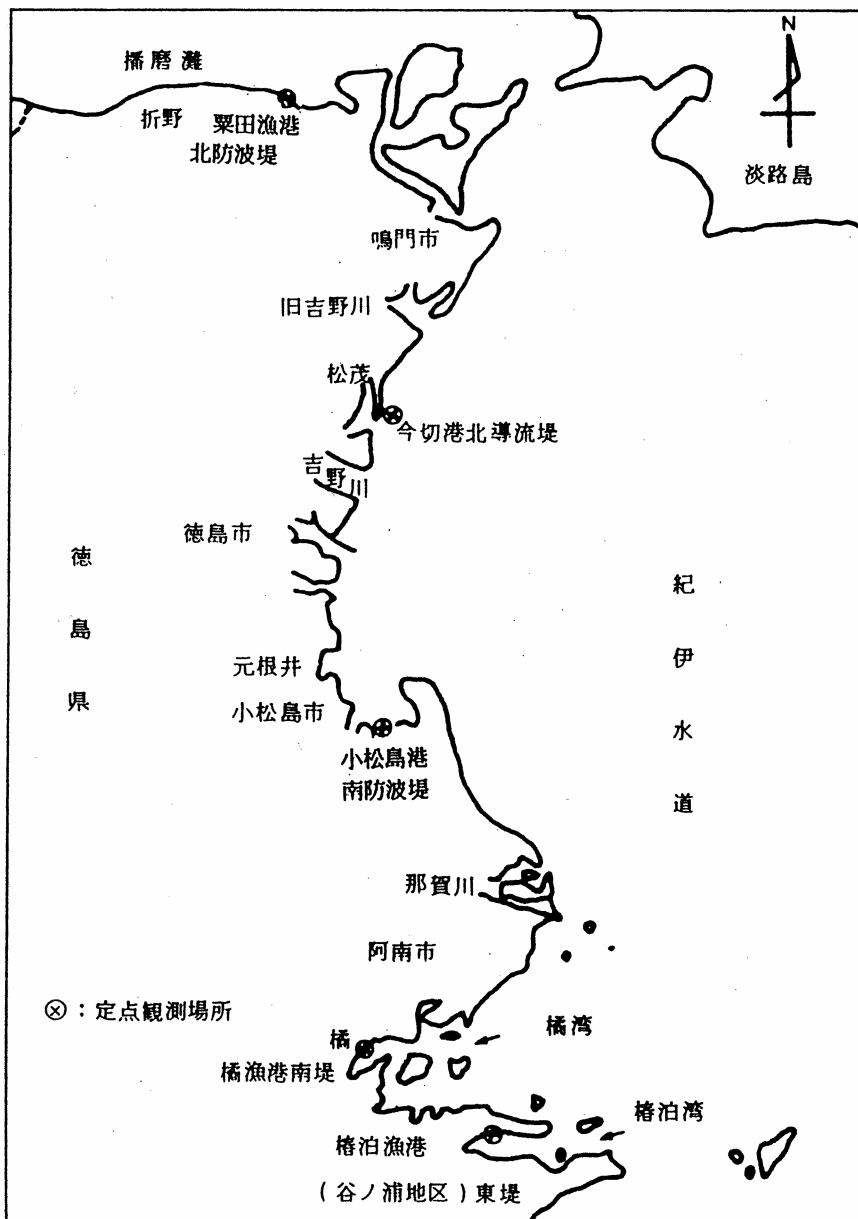 播磨灘
N
折野
粟田漁港
北防波堤
淡路島
鳴門市
旧吉野川
松茂
今切港北導流堤
吉野川
徳島市
徳島県
紀伊水道
元根井
小松島市
小松島港
南防波堤
那賀川
阿南市
⊗：定点観測場所
橘湾
橘
橘漁港南堤
椿泊湾
椿泊漁港
(谷ノ浦地区)東堤